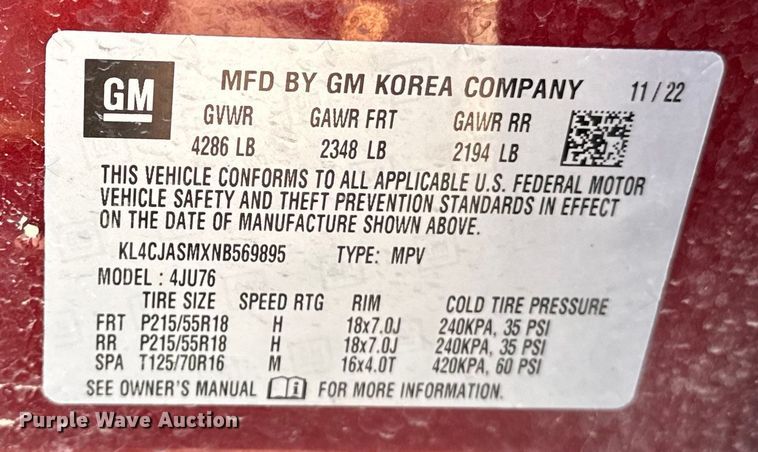 GM MFD BY GM KOREA COMPANY 11 / 22
GVWR GAWR FRT GAWR RR
4286 LB 2348 LB 2194 LB
THIS VEHICLE CONFORMS TO ALL APPLICABLE U.S. FEDERAL MOTOR
VEHICLE SAFETY AND THEFT PREVENTION STANDARDS IN EFFECT
ON THE DATE OF MANUFACTURE SHOWN ABOVE.
KL4CJASMXNB569895 TYPE: MPV
MODEL : 4JU76
TIRE SIZE SPEED RTG RIM COLD TIRE PRESSURE
FRT P215/55R18 H 18x7.0J 240KPA, 35 PSI
RR P215/55R18 H 18x7.0J 240KPA, 35 PSI
SPA T125/70R16 M 16x4.0T 420KPA, 60 PSI
SEE OWNER'S MANUAL i FOR MORE INFORMATION.
Purple Wave Auction